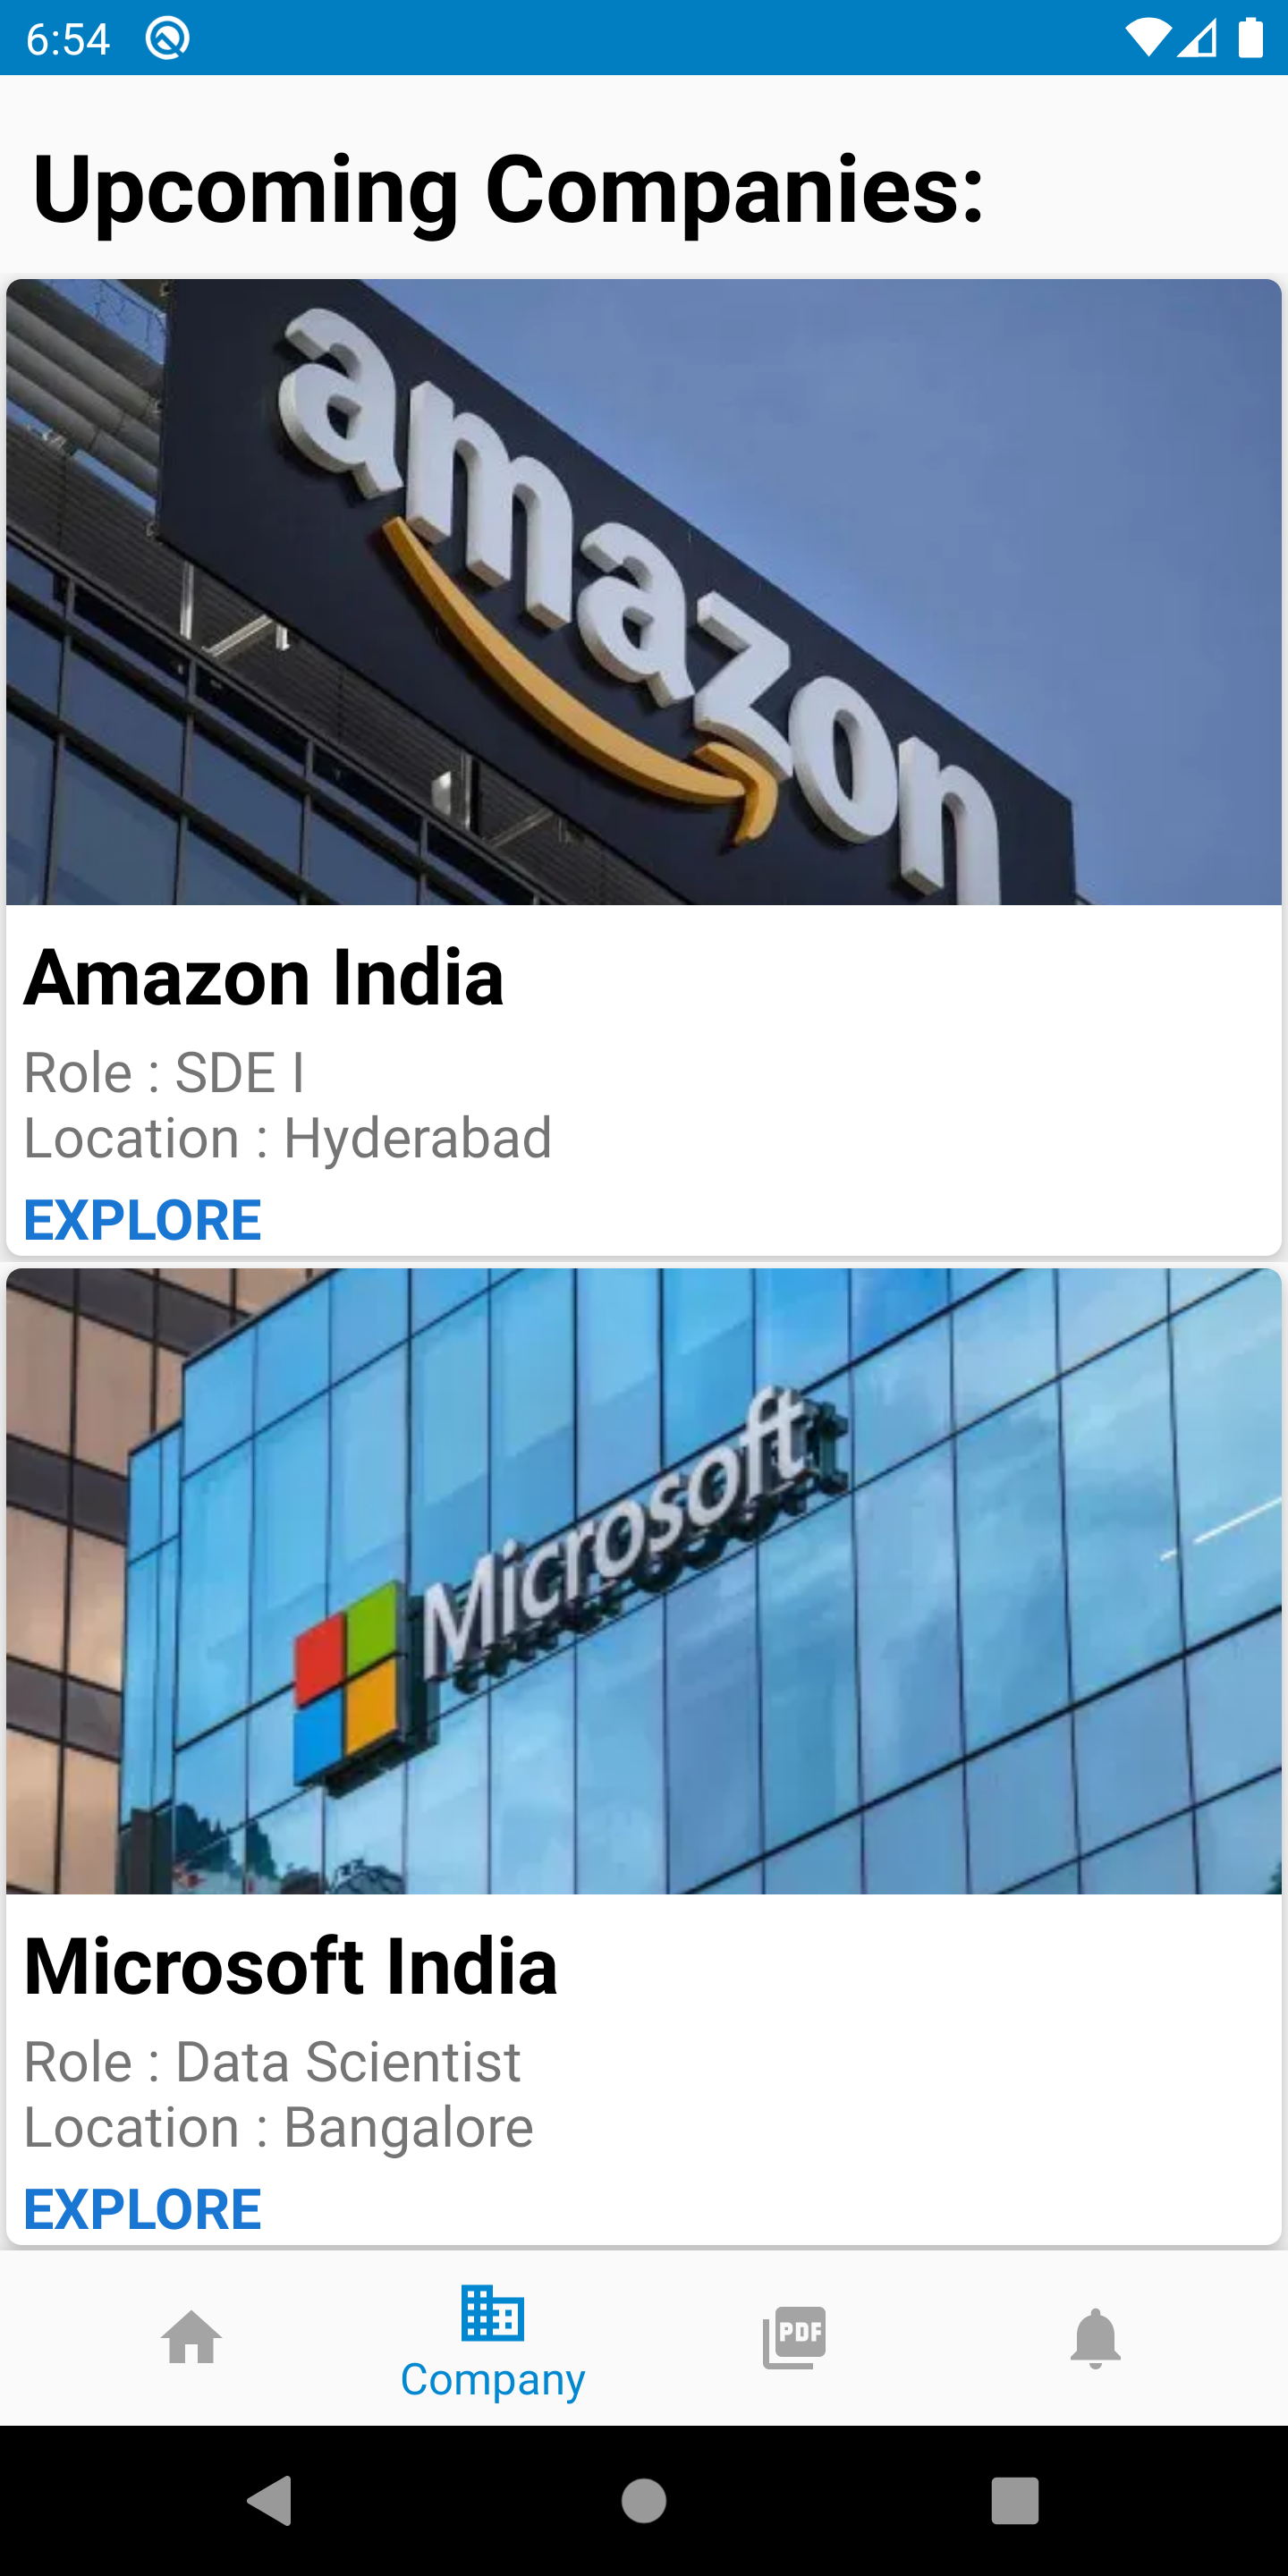 6:54
Upcoming Companies:
amazon
Amazon India
Role : SDE I
Location : Hyderabad
EXPLORE
Microsoft
Microsoft India
Role : Data Scientist
Location : Bangalore
EXPLORE
PDF
Company